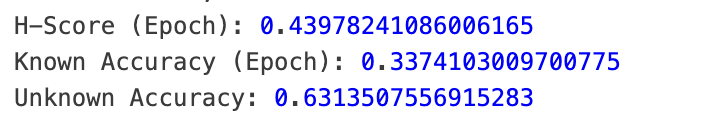 H-Score (Epoch): 0.43978241086006165
Known Accuracy (Epoch): 0.3374103009700775
Unknown Accuracy: 0.6313507556915283